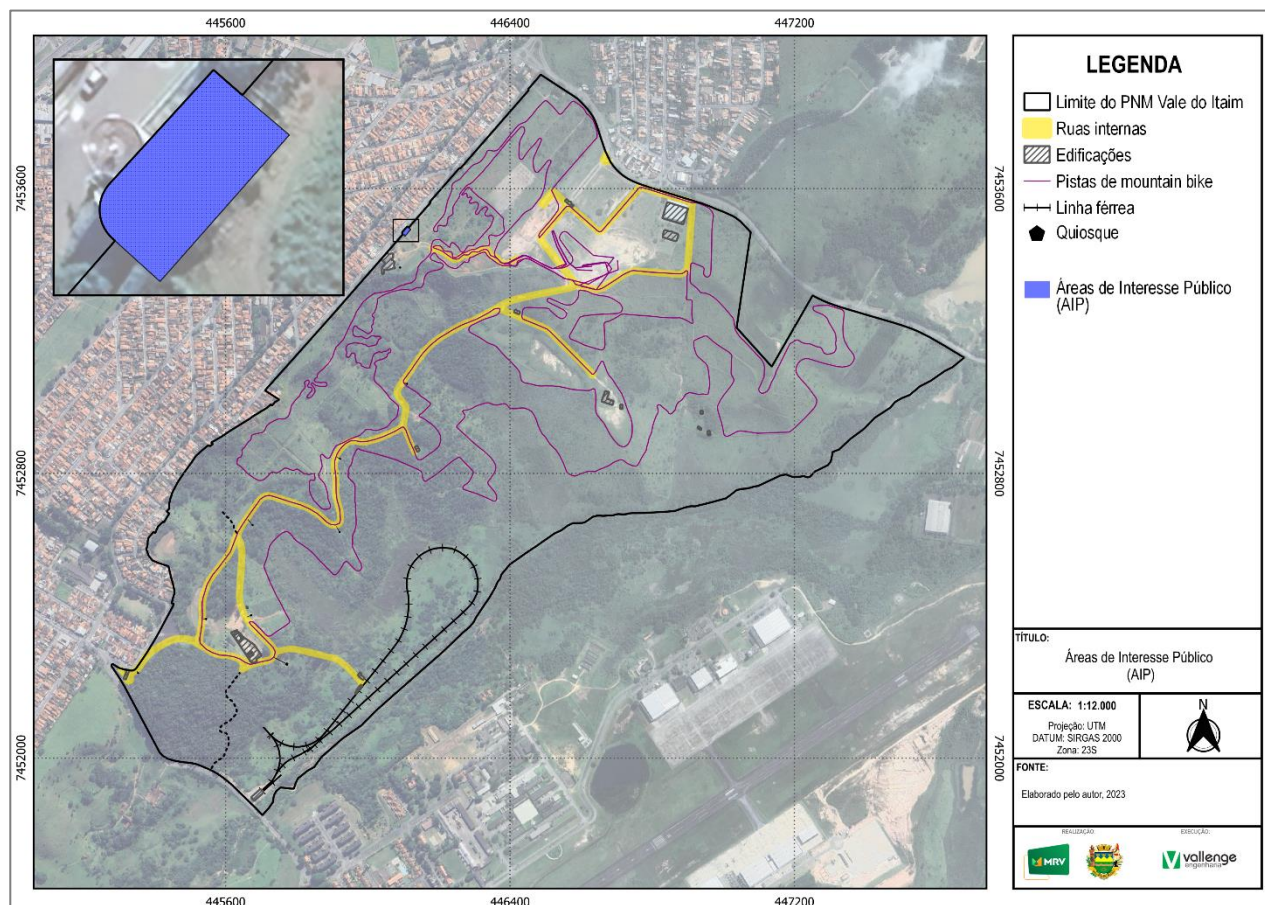 445600
446400
447200
7453600
7452800
7452000
7453600
7452800
7452000
445600
446400
447200
LEGENDA
Limite do PNM Vale do Itaim
Ruas internas
Edificações
Pistas de mountain bike
Linha férrea
Quiosque
Áreas de Interesse Público
(AIP)
TÍTULO:
Áreas de Interesse Público
(AIP)
ESCALA: 1:12.000
Projeção: UTM
DATUM: SIRGAS 2000
Zona: 23S
N
FONTE:
Elaborado pelo autor, 2023
REALIZAÇÃO:
EXECUÇÃO:
MRV
vallenge
engenharia